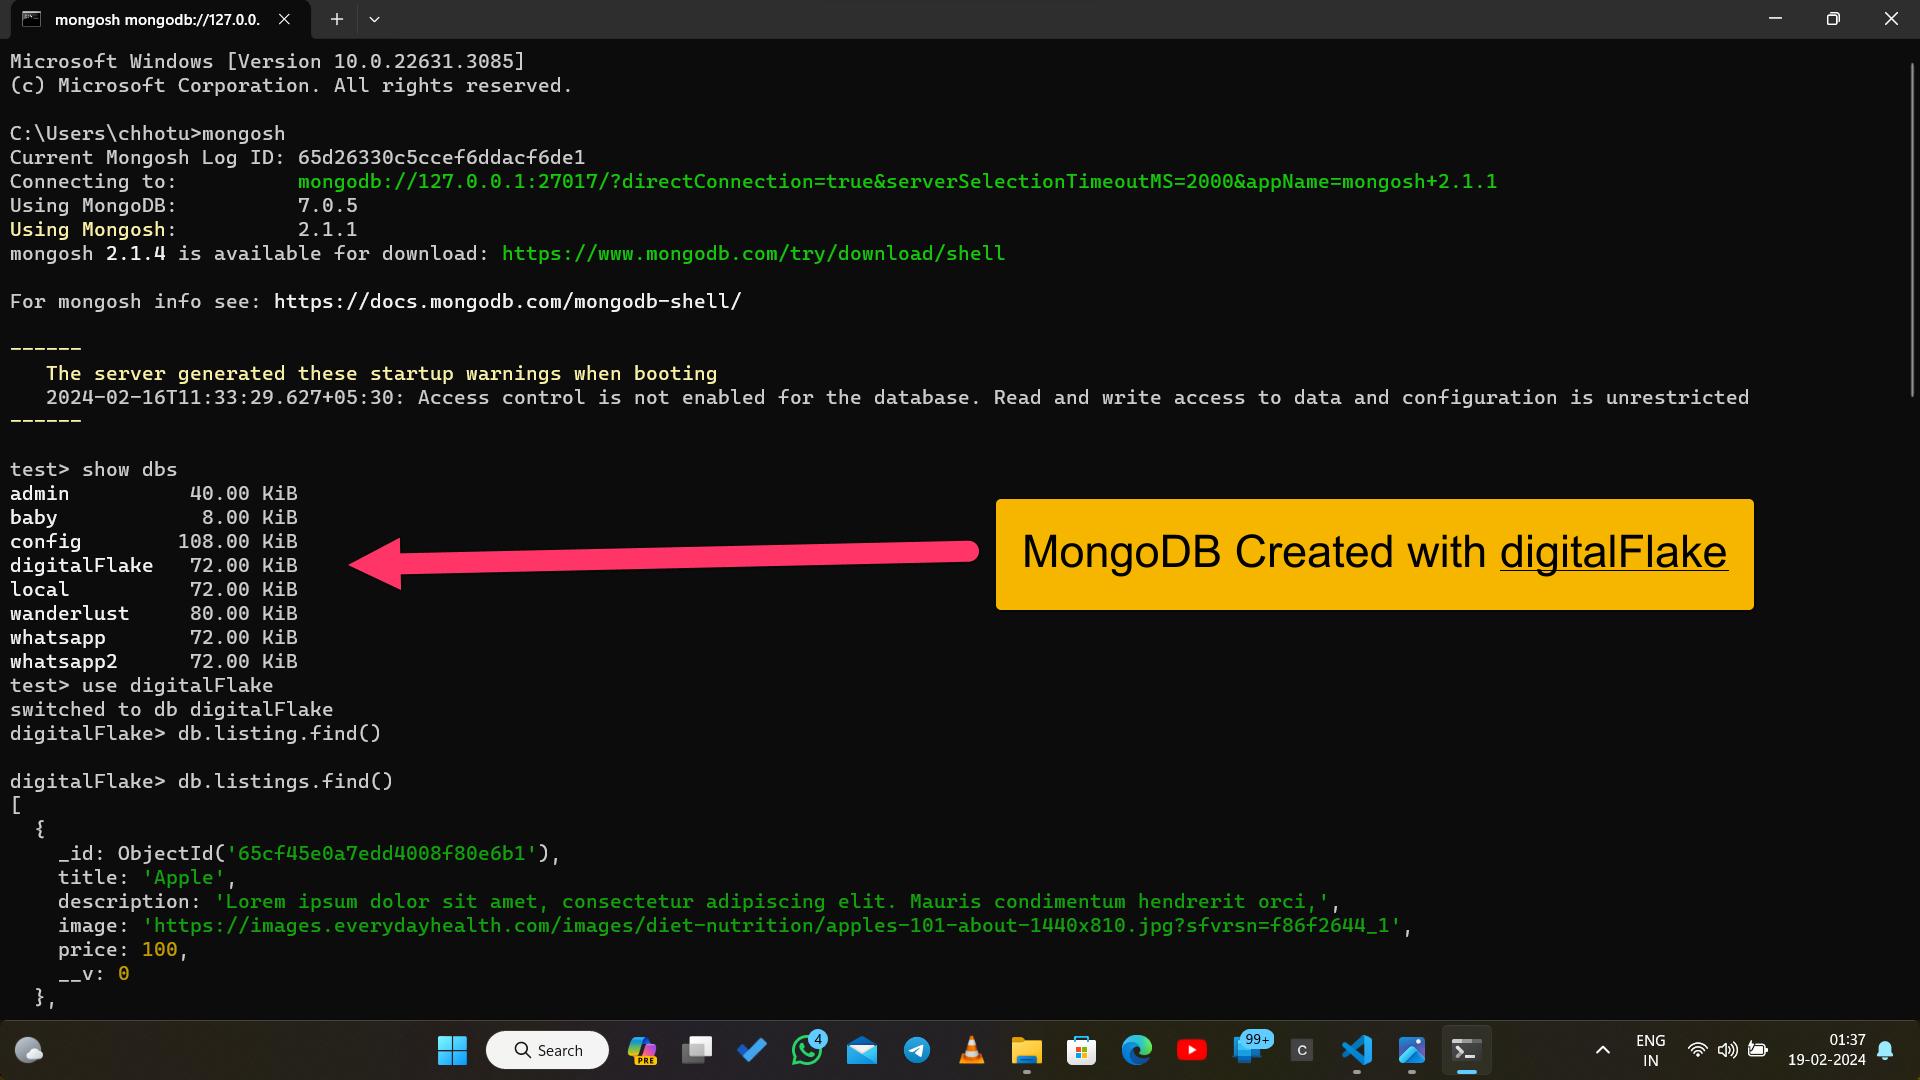 mongosh mongodb://127.0.0.
Microsoft Windows [Version 10.0.22631.3085]
(c) Microsoft Corporation. All rights reserved.
C:\Users\chhotu>mongosh
Current Mongosh Log ID: 65d26330c5ccef6ddacf6de1
Connecting to:          mongodb://127.0.0.1:27017/?directConnection=true&serverSelectionTimeoutMS=2000&appName=mongosh+2.1.1
Using MongoDB:          7.0.5
Using Mongosh:          2.1.1
mongosh 2.1.4 is available for download: https://www.mongodb.com/try/download/shell
For mongosh info see: https://docs.mongodb.com/mongodb-shell/
------
   The server generated these startup warnings when booting
   2024-02-16T11:33:29.627+05:30: Access control is not enabled for the database. Read and write access to data and configuration is unrestricted
------
test> show dbs
admin          40.00 KiB
baby            8.00 KiB
config        108.00 KiB
digitalFlake   72.00 KiB
local          72.00 KiB
wanderlust     80.00 KiB
whatsapp       72.00 KiB
whatsapp2      72.00 KiB
MongoDB Created with digitalFlake
test> use digitalFlake
switched to db digitalFlake
digitalFlake> db.listing.find()
digitalFlake> db.listings.find()
[
  {
    _id: ObjectId('65cf45e0a7edd4008f80e6b1'),
    title: 'Apple',
    description: 'Lorem ipsum dolor sit amet, consectetur adipiscing elit. Mauris condimentum hendrerit orci,',
    image: 'https://images.everydayhealth.com/images/diet-nutrition/apples-101-about-1440x810.jpg?sfvrsn=f86f2644_1',
    price: 100,
    __v: 0
  },
Search
PRE
4
99+
C
ENG
IN
01:37
19-02-2024